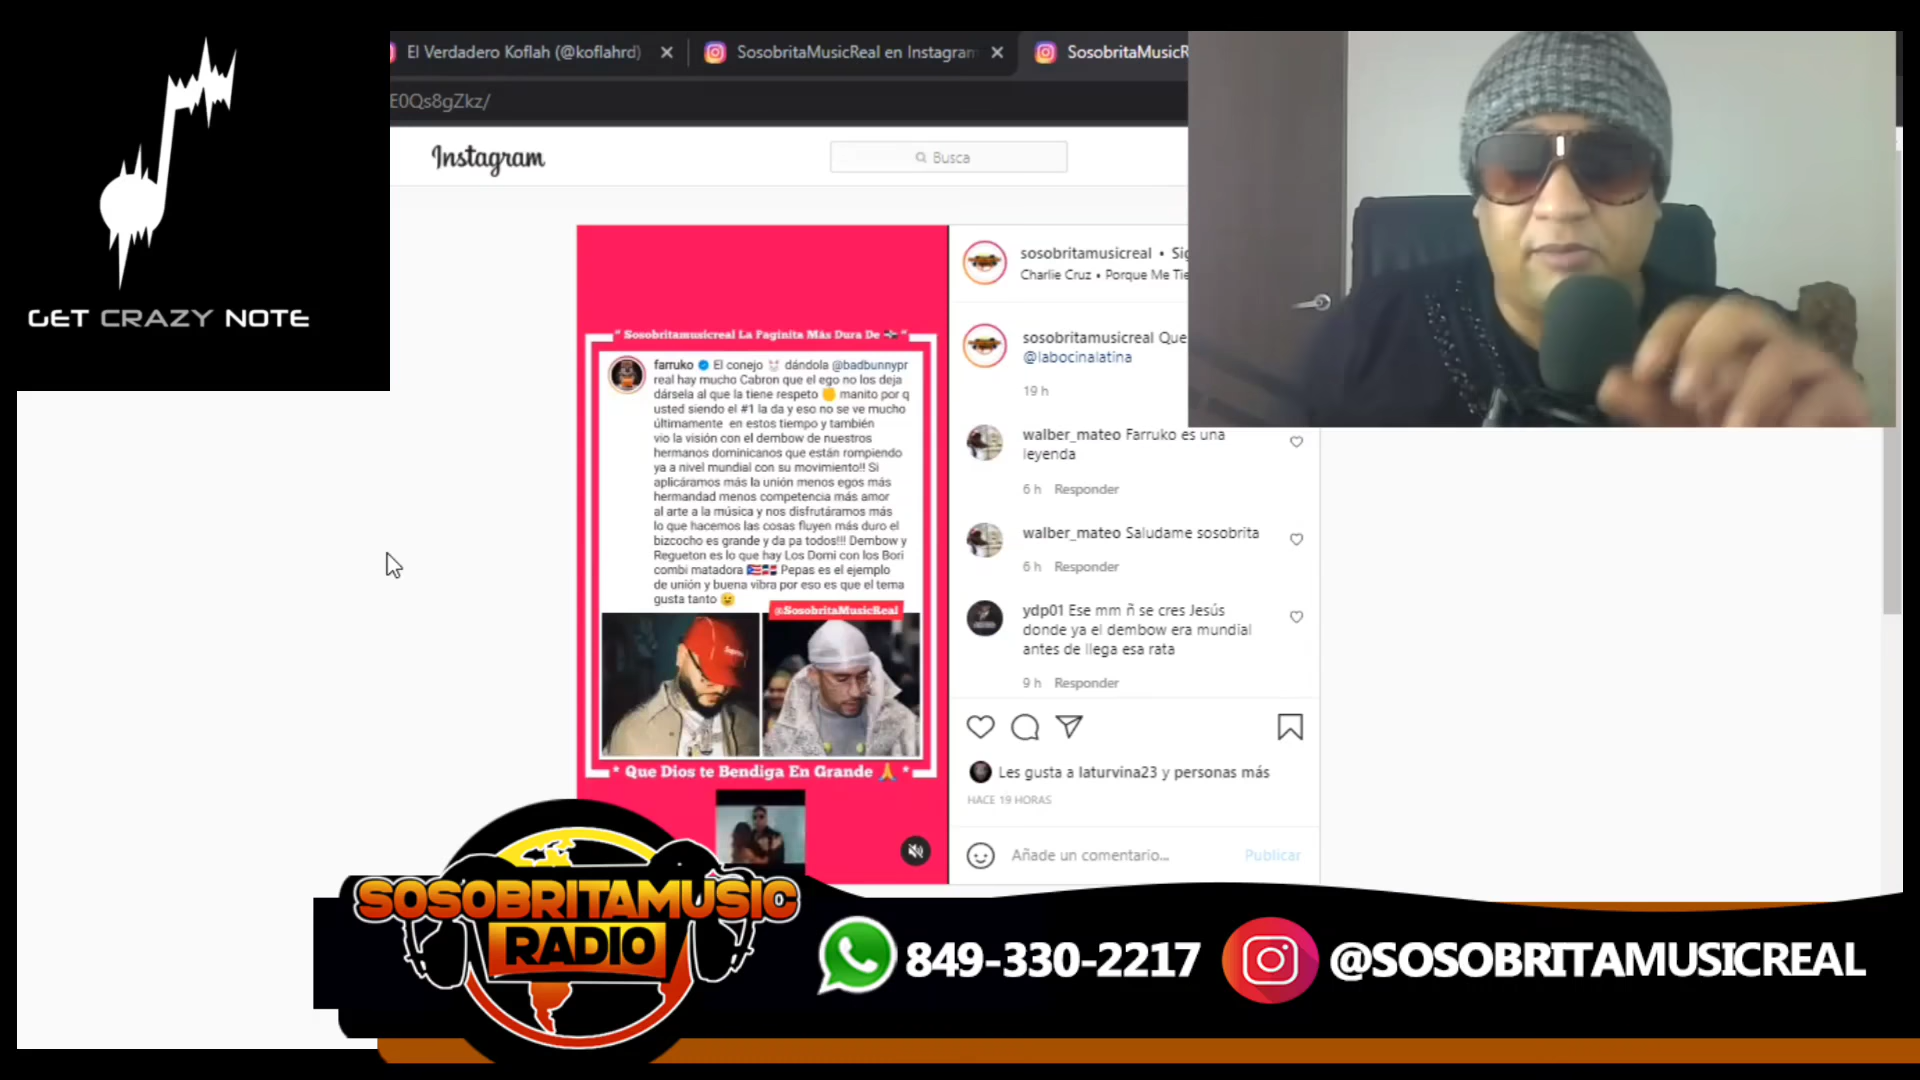 El Verdadero Koflah (@koflahrd)
SosobritaMusicReal en Instagram
SosobritaMusicR
E0Qs8gZkz/
GET CRAZY NOTE
Instagram
Busca
" Sosobritamusicreal La Paginita Más Dura De "
farruko El conejo dándola @badbunnypr
real hay mucho Cabron que el ego no los deja
dársela al que la tiene respeto manito por q
usted siendo el #1 la da y eso no se ve mucho
últimamente en estos tiempo y también
vio la visión con el dembow de nuestros
hermanos dominicanos que están rompiendo
ya a nivel mundial con su movimiento!! Si
aplicáramos más la unión menos egos más
hermandad menos competencia más amor
al arte a la música y nos disfrutáramos más
lo que hacemos las cosas fluyen más duro el
bizcocho es grande y da pa todos!!! Dembow y
Regueton es lo que hay Los Domi con los Bori
combi matadora Pepas es el ejemplo
de unión y buena vibra por eso es que el tema
gusta tanto
@SosobritaMusicReal
* Que Dios te Bendiga En Grande *
sosobritamusicreal • Sig
Charlie Cruz • Porque Me Tie
sosobritamusicreal Que
@labocinalatina
19 h
walber_mateo Farruko es una
leyenda
6 h Responder
walber_mateo Saludame sosobrita
6 h Responder
ydp01 Ese mm ñ se cres Jesús
donde ya el dembow era mundial
antes de llega esa rata
9 h Responder
Les gusta a laturvina23 y personas más
HACE 19 HORAS
Añade un comentario...
Publicar
SOSOBRITAMUSIC
RADIO
849-330-2217
@SOSOBRITAMUSICREAL